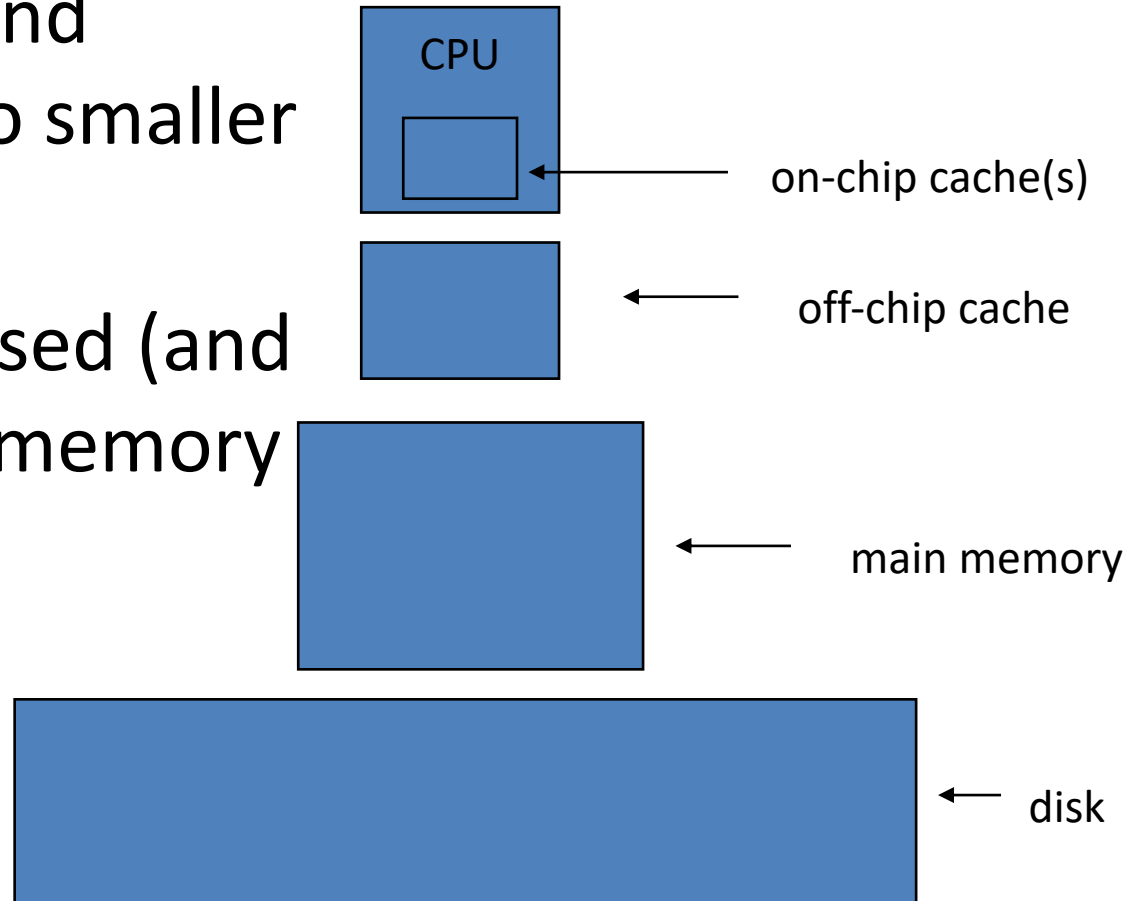 nd
CPU
o smaller
on-chip cache(s)
off-chip cache
sed (and
memory
main memory
disk